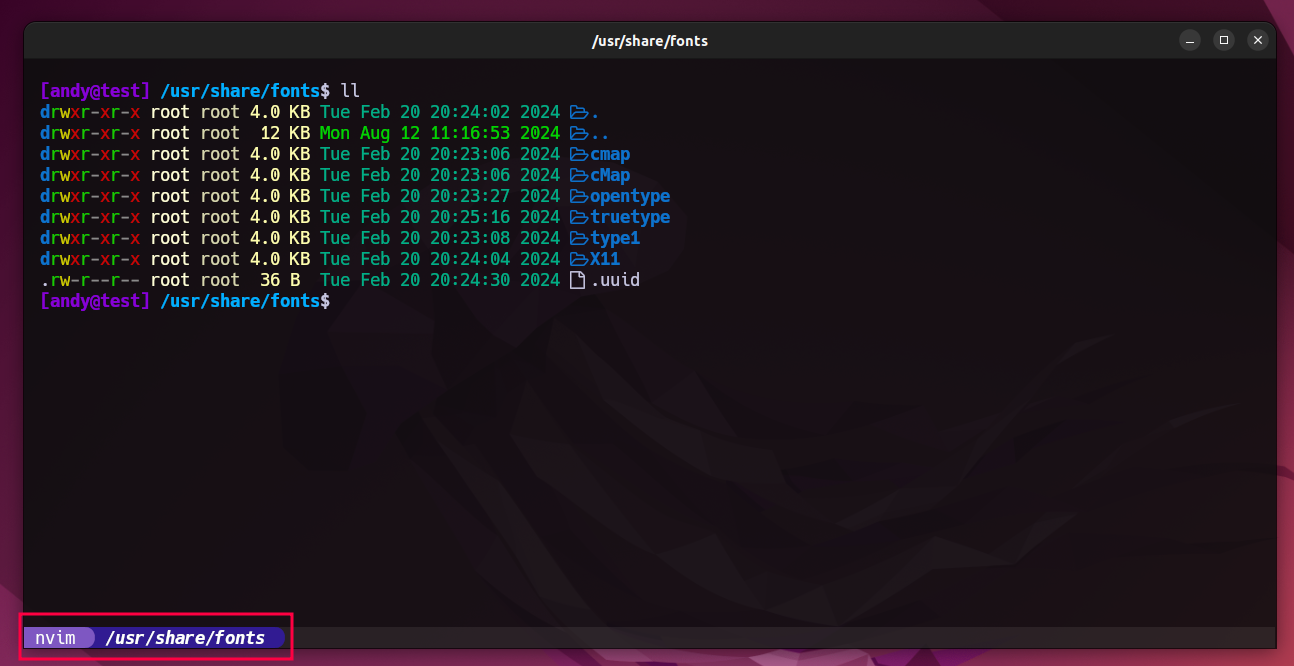 /usr/share/fonts
[andy@test] /usr/share/fonts$ ll
drwxr-xr-x root root 4.0 KB Tue Feb 20 20:24:02 2024 .
drwxr-xr-x root root  12 KB Mon Aug 12 11:16:53 2024 ..
drwxr-xr-x root root 4.0 KB Tue Feb 20 20:23:06 2024 cmap
drwxr-xr-x root root 4.0 KB Tue Feb 20 20:23:06 2024 cMap
drwxr-xr-x root root 4.0 KB Tue Feb 20 20:23:27 2024 opentype
drwxr-xr-x root root 4.0 KB Tue Feb 20 20:25:16 2024 truetype
drwxr-xr-x root root 4.0 KB Tue Feb 20 20:23:08 2024 type1
drwxr-xr-x root root 4.0 KB Tue Feb 20 20:24:04 2024 X11
.rw-r--r-- root root  36 B  Tue Feb 20 20:24:30 2024 .uuid
[andy@test] /usr/share/fonts$
nvim /usr/share/fonts